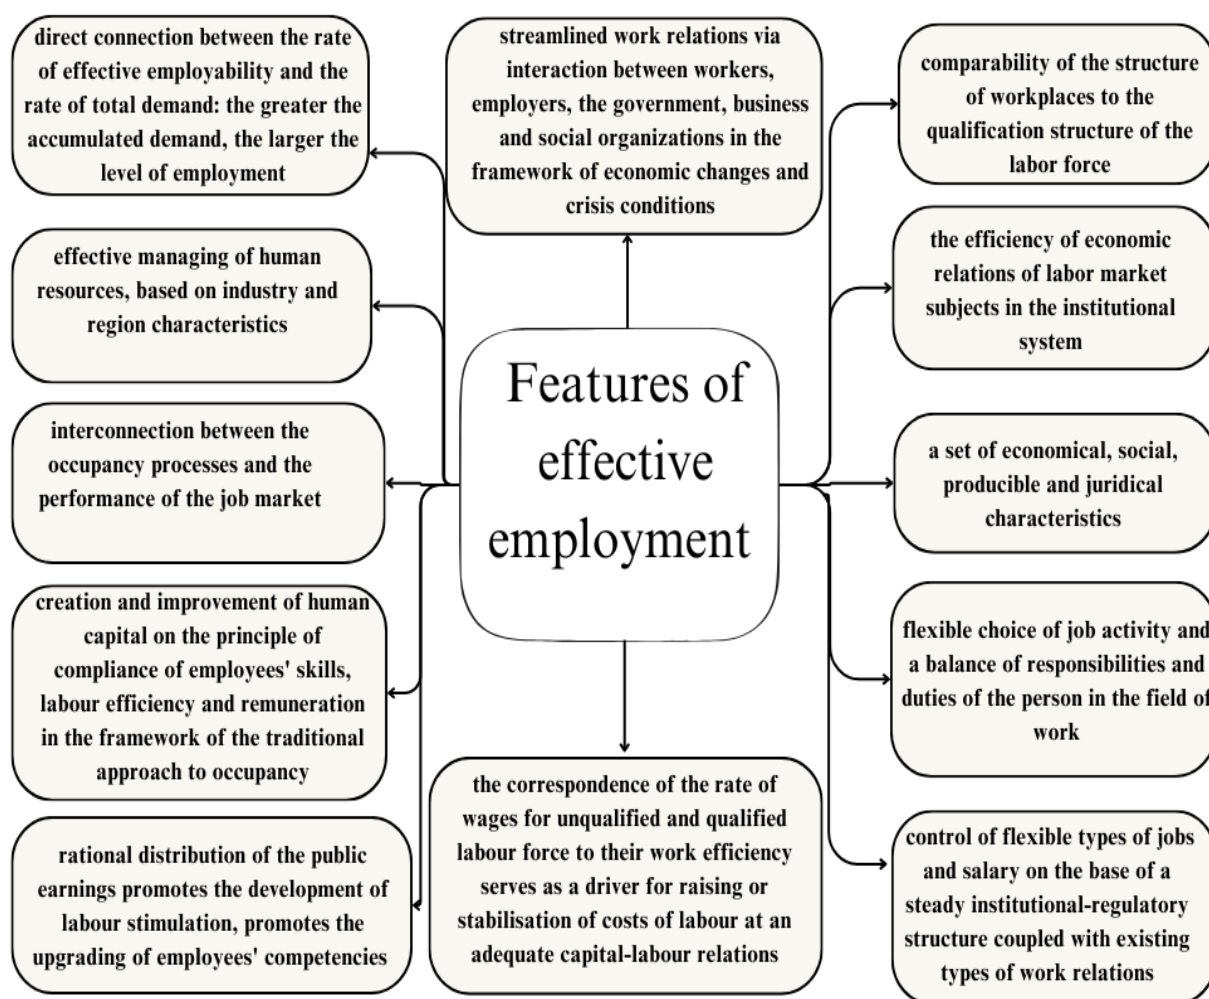 direct connection between the rate
of effective employability and the
rate of total demand: the greater the
accumulated demand, the larger the
level of employment
effective managing of human
resources, based on industry and
region characteristics
interconnection between the
occupancy processes and the
performance of the job market
creation and improvement of human
capital on the principle of
compliance of employees' skills,
labour efficiency and remuneration
in the framework of the traditional
approach to occupancy
rational distribution of the public
earnings promotes the development of
labour stimulation, promotes the
upgrading of employees' competencies
streamlined work relations via
interaction between workers,
employers, the government, business
and social organizations in the
framework of economic changes and
crisis conditions
Features of
effective
employment
the correspondence of the rate of
wages for unqualified and qualified
labour force to their work efficiency
serves as a driver for raising or
stabilisation of costs of labour at an
adequate capital-labour relations
comparability of the structure
of workplaces to the
qualification structure of the
labor force
the efficiency of economic
relations of labor market
subjects in the institutional
system
a set of economical, social,
producible and juridical
characteristics
flexible choice of job activity and
a balance of responsibilities and
duties of the person in the field of
work
control of flexible types of jobs
and salary on the base of a
steady institutional-regulatory
structure coupled with existing
types of work relations